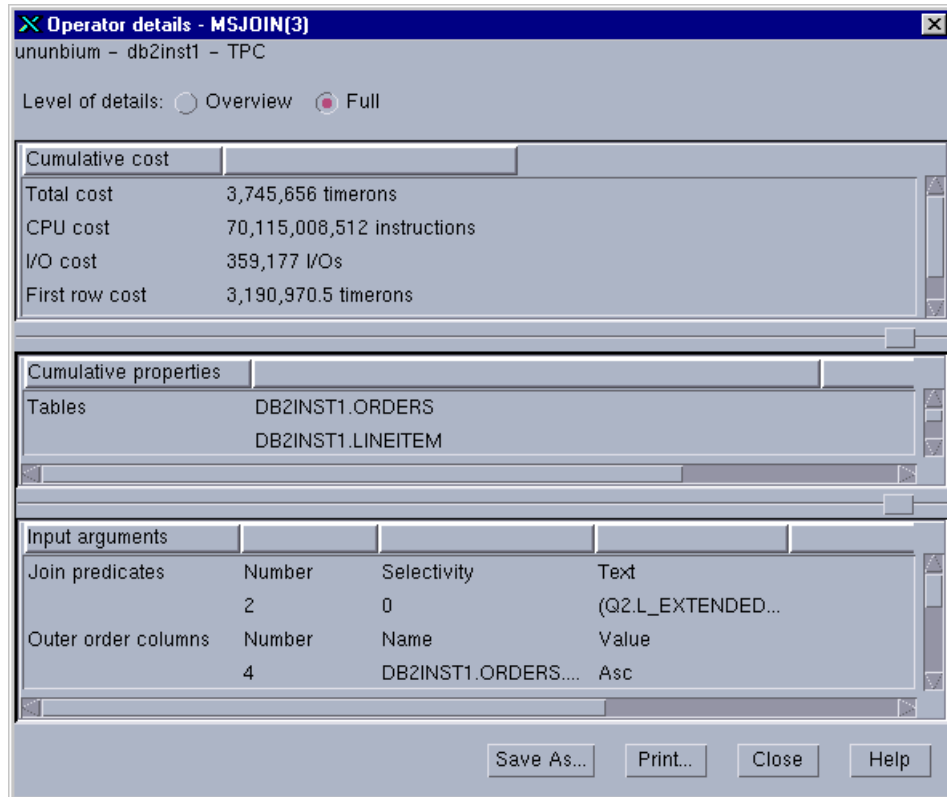 Operator details - MSJOIN(3)
ununbium - db2inst1 - TPC
Level of details: Overview Full
Cumulative cost
Total cost 3,745,656 timerons
CPU cost 70,115,008,512 instructions
I/O cost 359,177 I/Os
First row cost 3,190,970.5 timerons
Cumulative properties
Tables DB2INST1.ORDERS
DB2INST1.LINEITEM
Input arguments
Join predicates Number Selectivity Text
2 0 (Q2.L_EXTENDED...
Outer order columns Number Name Value
4 DB2INST1.ORDERS.... Asc
Save As... Print... Close Help